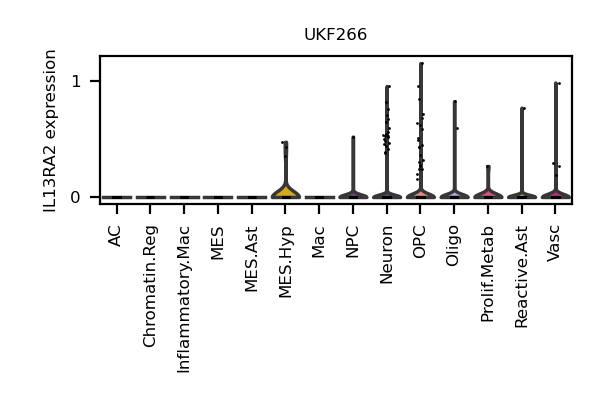 UKF266
IL13RA2 expression
1
0
AC
Chromatin.Reg
Inflammatory.Mac
MES
MES.Ast
MES.Hyp
Mac
NPC
Neuron
OPC
Oligo
Prolif.Metab
Reactive.Ast
Vasc